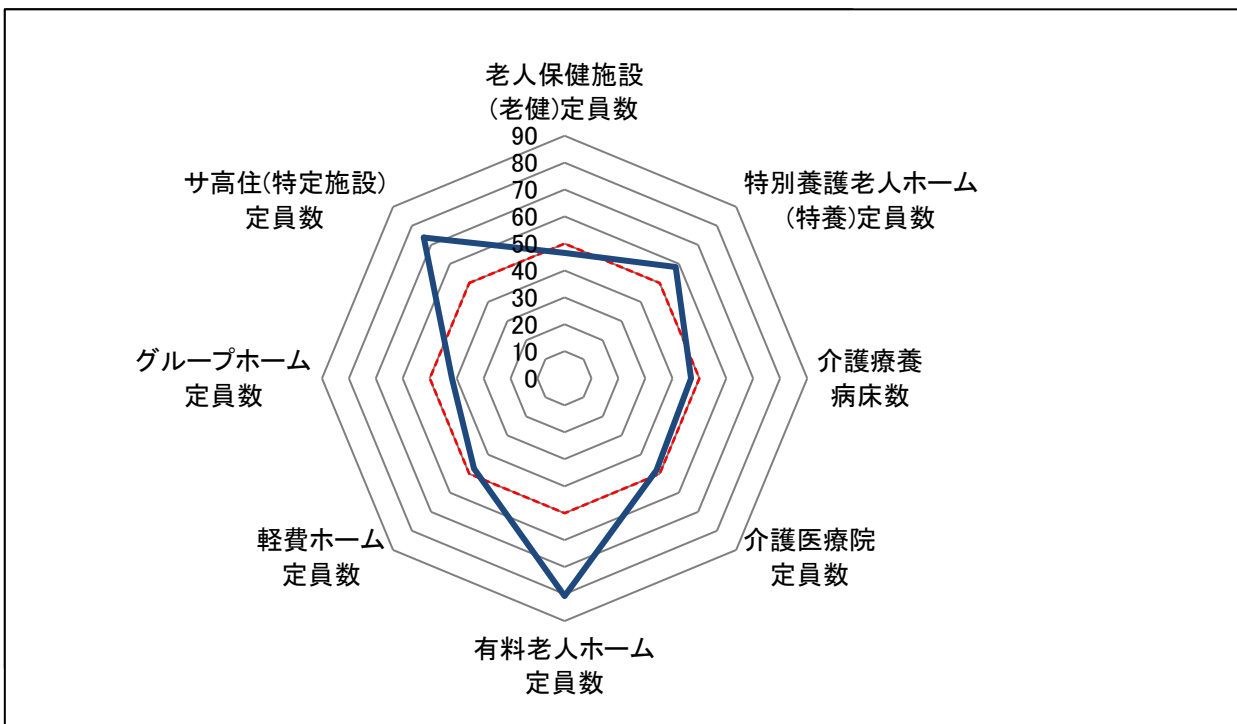 老人保健施設
(老健)定員数
特別養護老人ホーム
(特養)定員数
介護療養
病床数
介護医療院
定員数
有料老人ホーム
定員数
軽費ホーム
定員数
グループホーム
定員数
サ高住(特定施設)
定員数
90
80
70
60
50
40
30
20
10
0